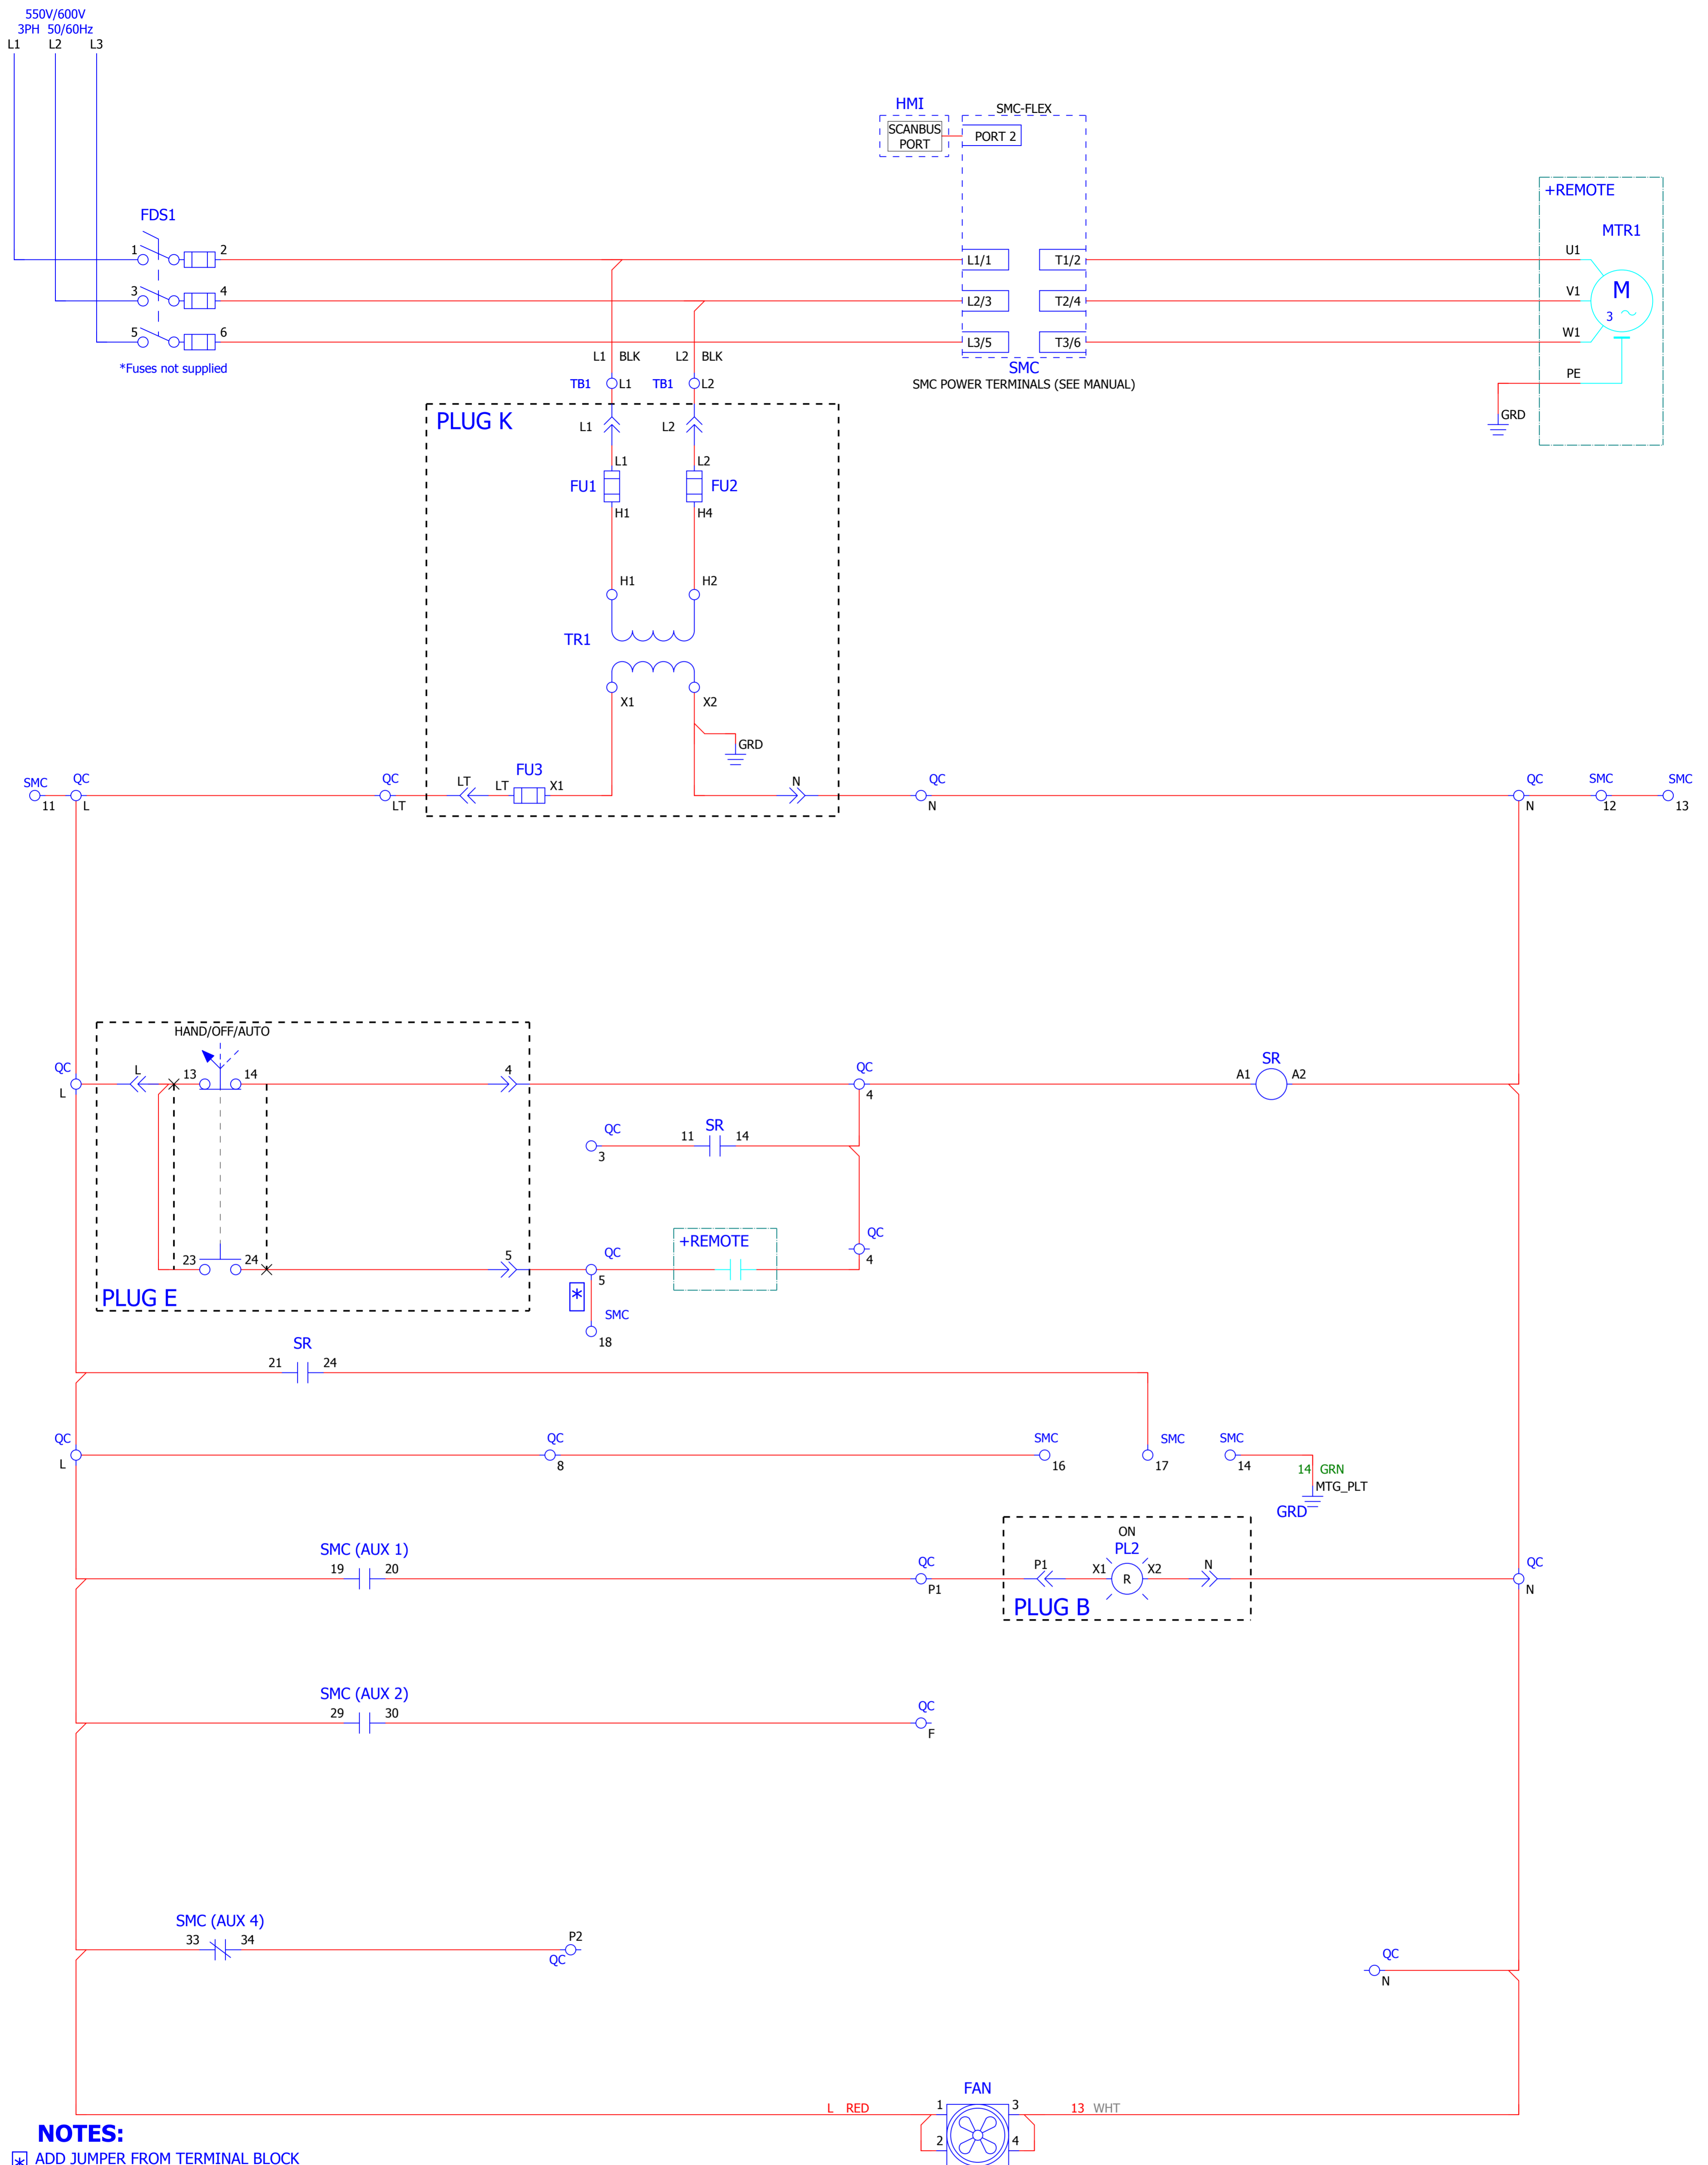 550V/600V
3PH 50/60Hz
L1 L2 L3
HMI
SMC-FLEX
SCANBUS
PORT
PORT 2
+REMOTE
MTR1
FDS1
1 2
L1/1 T1/2
U1
3 4
L2/3 T2/4
V1
M
3
5 6
L3/5 T3/6
W1
*Fuses not supplied
L1 BLK L2 BLK
SMC
SMC POWER TERMINALS (SEE MANUAL)
PE
GRD
TB1 L1 TB1 L2
PLUG K
L1 L2
L1 L2
FU1 FU2
H1 H4
H1 H2
TR1
X1 X2
GRD
SMC QC QC LT LT FU3 X1 N QC QC SMC SMC
11 L LT N N 12 13
HAND/OFF/AUTO
QC L 13 14 4 QC A1 SR A2
L 4
QC 11 SR 14
3
QC
4
+REMOTE
23 24 5 QC
5
PLUG E
*
SMC
18
SR
21 24
QC QC SMC SMC SMC
L 8 16 17 14
14 GRN
MTG_PLT
GRD
ON
PL2
SMC (AUX 1)
19 20 QC P1 X1 R X2 N QC
P1 N
PLUG B
SMC (AUX 2)
29 30 QC
F
SMC (AUX 4)
33 34 P2
QC
QC
N
FAN
L RED 1 3 13 WHT
2 4
NOTES:
* ADD JUMPER FROM TERMINAL BLOCK